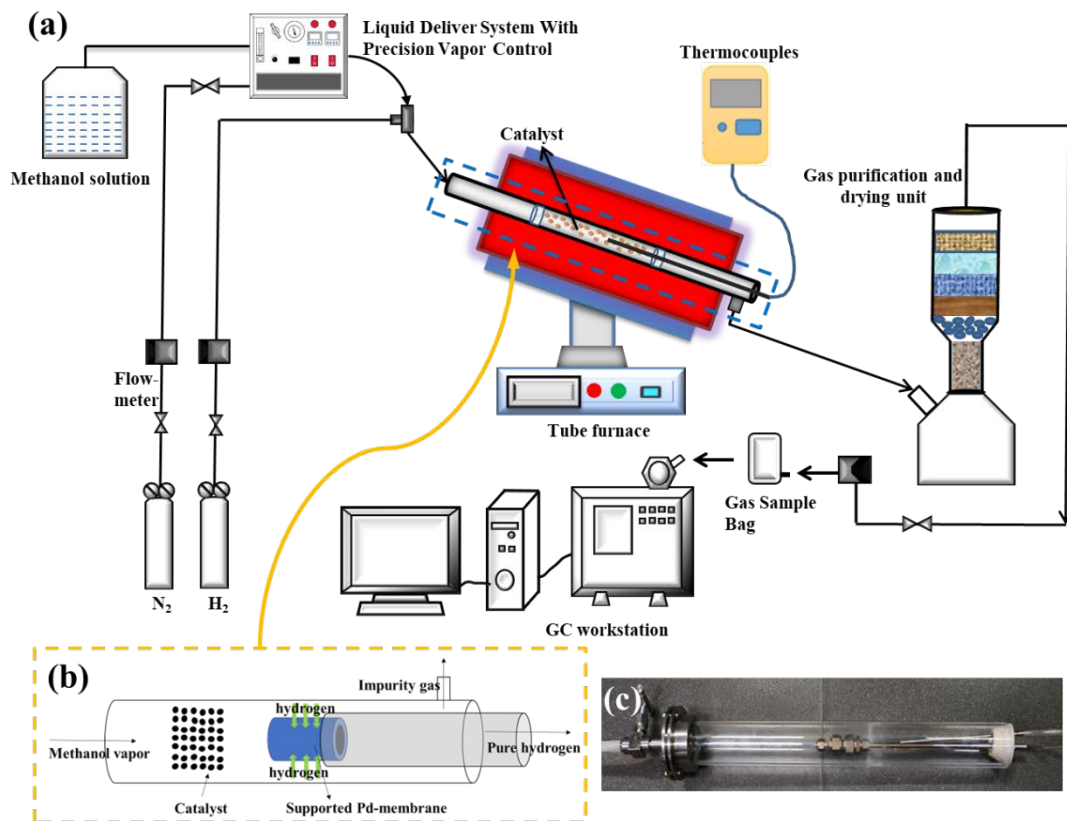 (a)
Liquid Deliver System With
Precision Vapor Control
Thermocouples
Catalyst
Methanol solution
Gas purification and
drying unit
Flow-
meter
Tube furnace
Gas Sample
Bag
N₂
H₂
GC workstation
(b)
Impurity gas
hydrogen
Methanol vapor
Pure hydrogen
hydrogen
Catalyst
Supported Pd-membrane
(c)